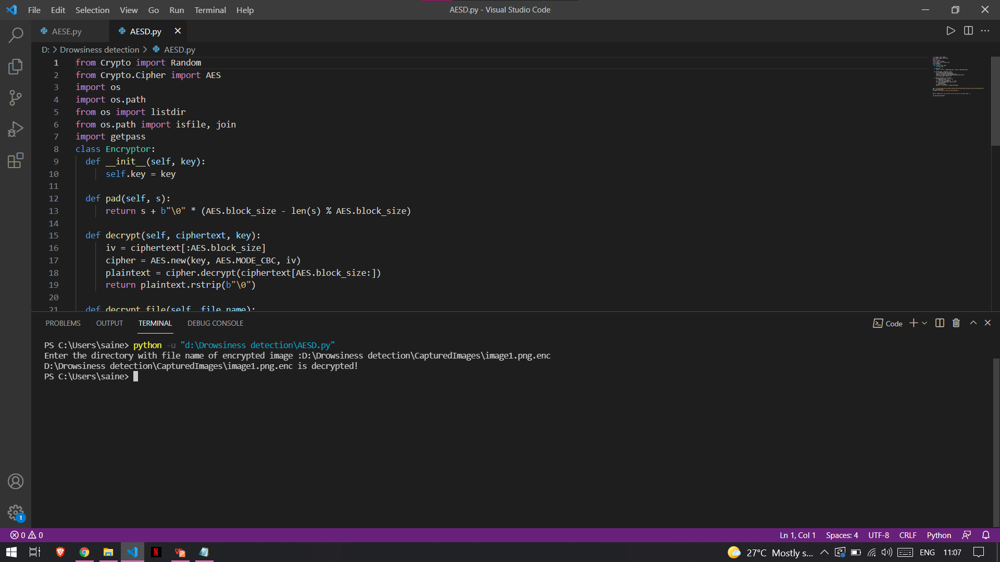 File Edit Selection View Go Run Terminal Help
AESD.py - Visual Studio Code
AESE.py
AESD.py
D: > Drowsiness detection > AESD.py
1 from Crypto import Random
2 from Crypto.Cipher import AES
3 import os
4 import os.path
5 from os import listdir
6 from os.path import isfile, join
7 import getpass
8 class Encryptor:
9 def __init__(self, key):
10 self.key = key
11
12 def pad(self, s):
13 return s + b"\0" * (AES.block_size - len(s) % AES.block_size)
14
15 def decrypt(self, ciphertext, key):
16 iv = ciphertext[:AES.block_size]
17 cipher = AES.new(key, AES.MODE_CBC, iv)
18 plaintext = cipher.decrypt(ciphertext[AES.block_size:])
19 return plaintext.rstrip(b"\0")
20
21 def decrypt_file(self, file_name):
PROBLEMS OUTPUT TERMINAL DEBUG CONSOLE
Code
PS C:\Users\saine> python -u "d:\Drowsiness detection\AESD.py"
Enter the directory with file name of encrypted image :D:\Drowsiness detection\CapturedImages\image1.png.enc
D:\Drowsiness detection\CapturedImages\image1.png.enc is decrypted!
PS C:\Users\saine>
1
0 0
Ln 1, Col 1 Spaces: 4 UTF-8 CRLF Python
27°C Mostly s... ENG 11:07